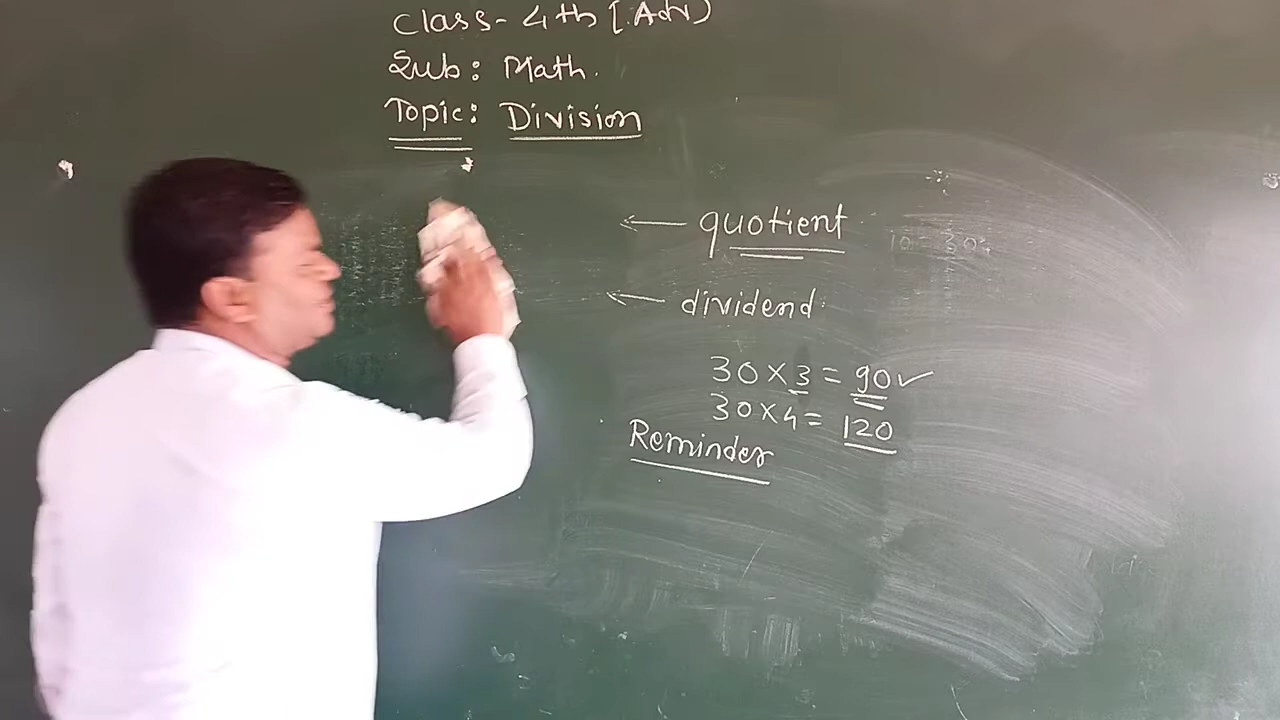 Class- 4th [Adv)
Sub: Math.
Topic: Division
← quotient
← dividend
30×3 = 90✓
30×4 = 120
Reminder